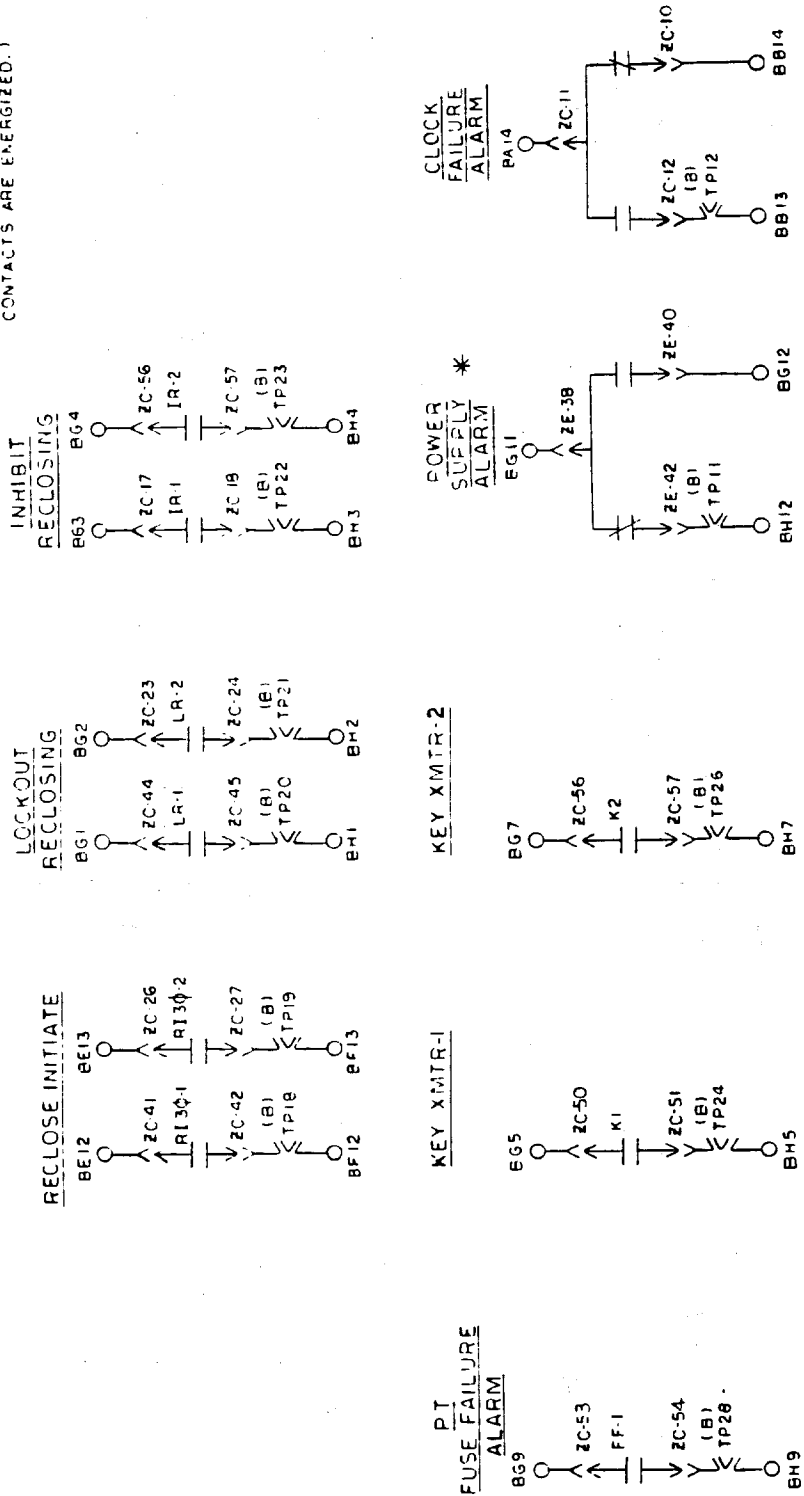 CONTACTS ARE ENERGIZED.)
RECLOSE INITIATE
BE12
ZC-41
RI3Φ-1
ZC-42
(B)
TP18
BF12
BE13
ZC-26
RI3Φ-2
ZC-27
(B)
TP19
BF13
LOCKOUT
RECLOSING
BG1
ZC-44
LR-1
ZC-45
(B)
TP20
BH1
BG2
ZC-23
LR-2
ZC-24
(B)
TP21
BH2
INHIBIT
RECLOSING
BG3
ZC-17
IR-1
ZC-18
(B)
TP22
BH3
BG4
ZC-56
IR-2
ZC-57
(B)
TP23
BH4
PT
FUSE FAILURE
ALARM
BG9
ZC-53
FF-1
ZC-54
(B)
TP28
BH9
KEY XMTR-1
BG5
ZC-50
K1
ZC-51
(B)
TP24
BH5
KEY XMTR-2
BG7
ZC-56
K2
ZC-57
(B)
TP26
BH7
POWER
SUPPLY *
ALARM
BG11
ZE-38
ZE-42
(B)
TP11
BH12
ZE-40
BG12
CLOCK
FAILURE
ALARM
BA14
ZC-11
ZC-12
(B)
TP12
BB13
ZC-10
BB14